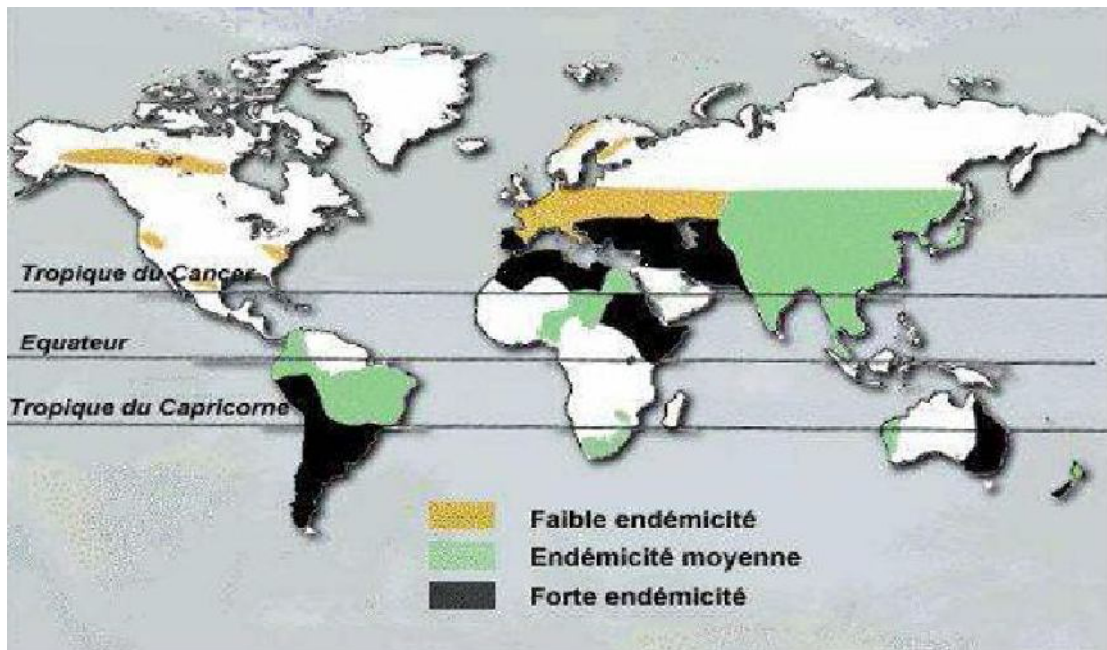 Tropique du Cancer
Equateur
Tropique du Capricorne
Faible endémicité
Endémicité moyenne
Forte endémicité